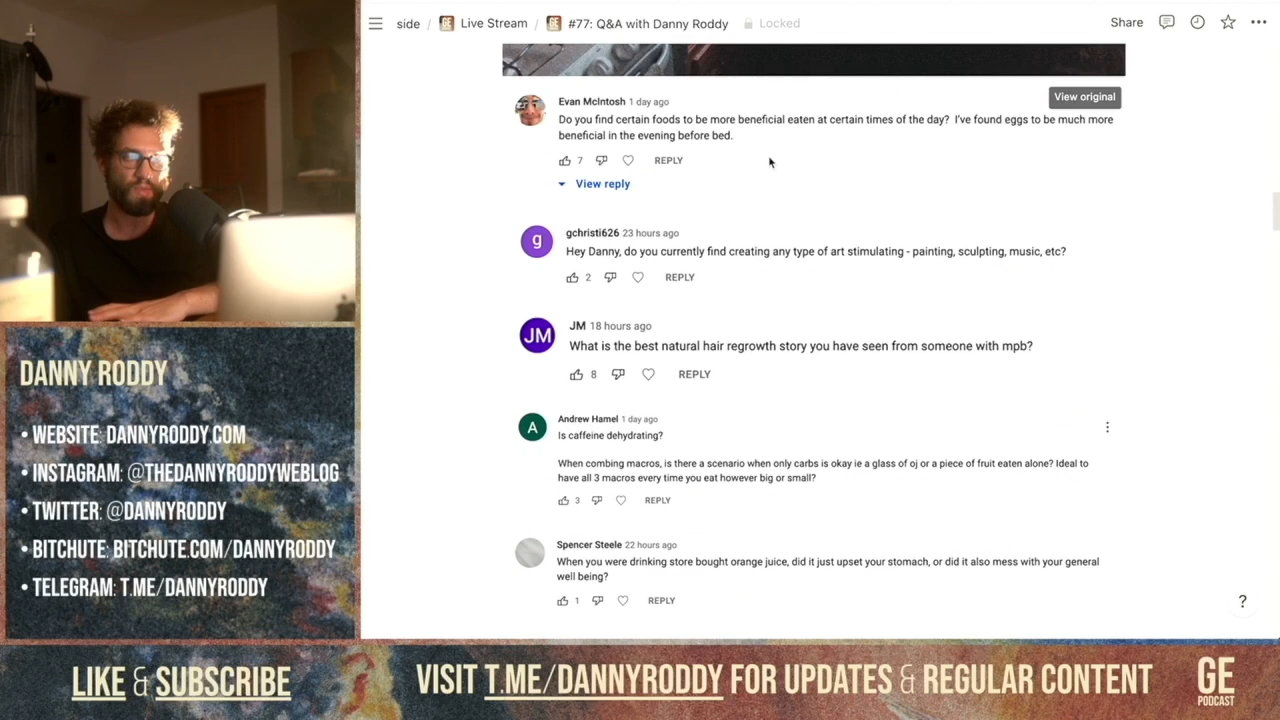 side / Live Stream / #77: Q&A with Danny Roddy Locked
Share
View original
Evan McIntosh 1 day ago
Do you find certain foods to be more beneficial eaten at certain times of the day? I've found eggs to be much more
beneficial in the evening before bed.
7 REPLY
View reply
g
gchristi626 23 hours ago
Hey Danny, do you currently find creating any type of art stimulating - painting, sculpting, music, etc?
2 REPLY
JM
JM 18 hours ago
What is the best natural hair regrowth story you have seen from someone with mpb?
8 REPLY
A
Andrew Hamel 1 day ago
Is caffeine dehydrating?
When combing macros, is there a scenario when only carbs is okay ie a glass of oj or a piece of fruit eaten alone? Ideal to
have all 3 macros every time you eat however big or small?
3 REPLY
Spencer Steele 22 hours ago
When you were drinking store bought orange juice, did it just upset your stomach, or did it also mess with your general
well being?
1 REPLY
?
DANNY RODDY
• WEBSITE: DANNYRODDY.COM
• INSTAGRAM: @THEDANNYRODDYWEBLOG
• TWITTER: @DANNYRODDY
• BITCHUTE: BITCHUTE.COM/DANNYRODDY
• TELEGRAM: T.ME/DANNYRODDY
LIKE & SUBSCRIBE
VISIT T.ME/DANNYRODDY FOR UPDATES & REGULAR CONTENT
GE
PODCAST